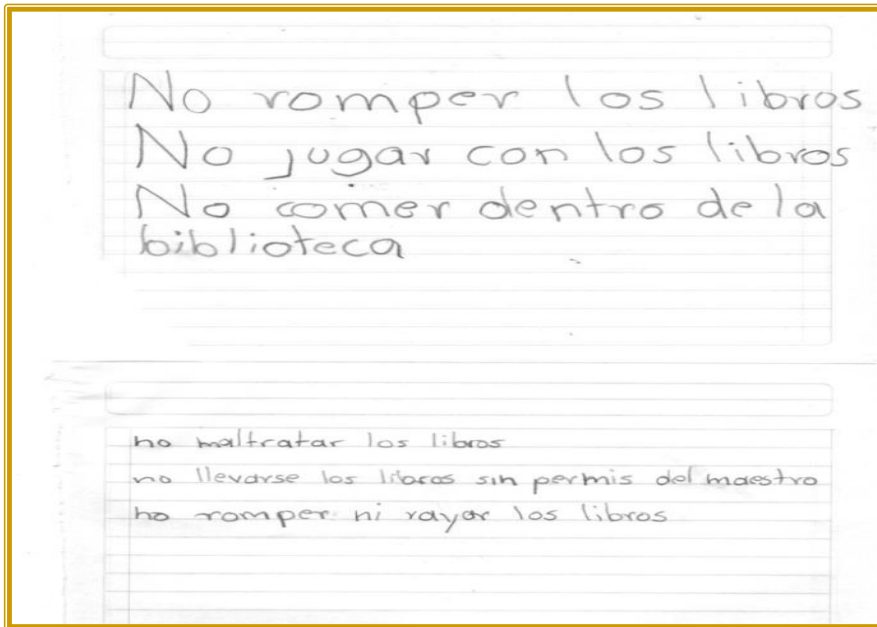 No romper los libros
No jugar con los libros
No comer dentro de la
biblioteca
no maltratar los libros
no llevarse los libros sin permis del maestro
no romper ni rayar los libros